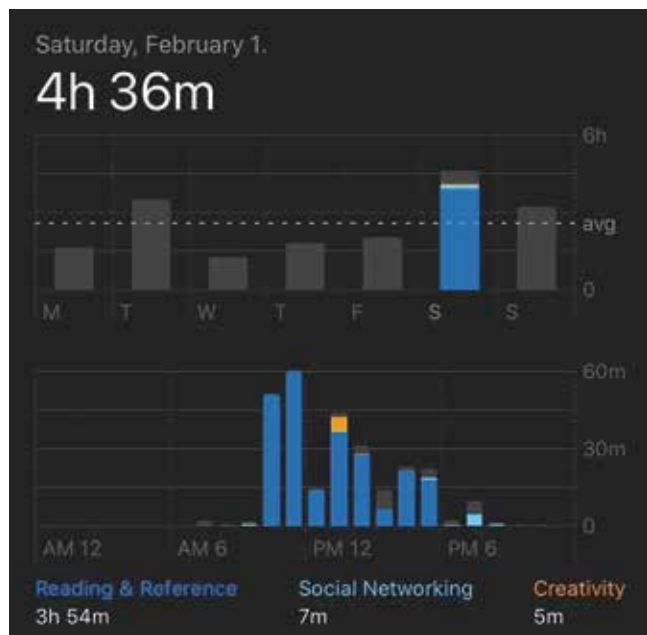 Saturday, February 1.
4h 36m
6h
avg
0
M T W T F S S
60m
30m
0
AM 12 AM 6 PM 12 PM 6
Reading & Reference Social Networking Creativity
3h 54m 7m 5m